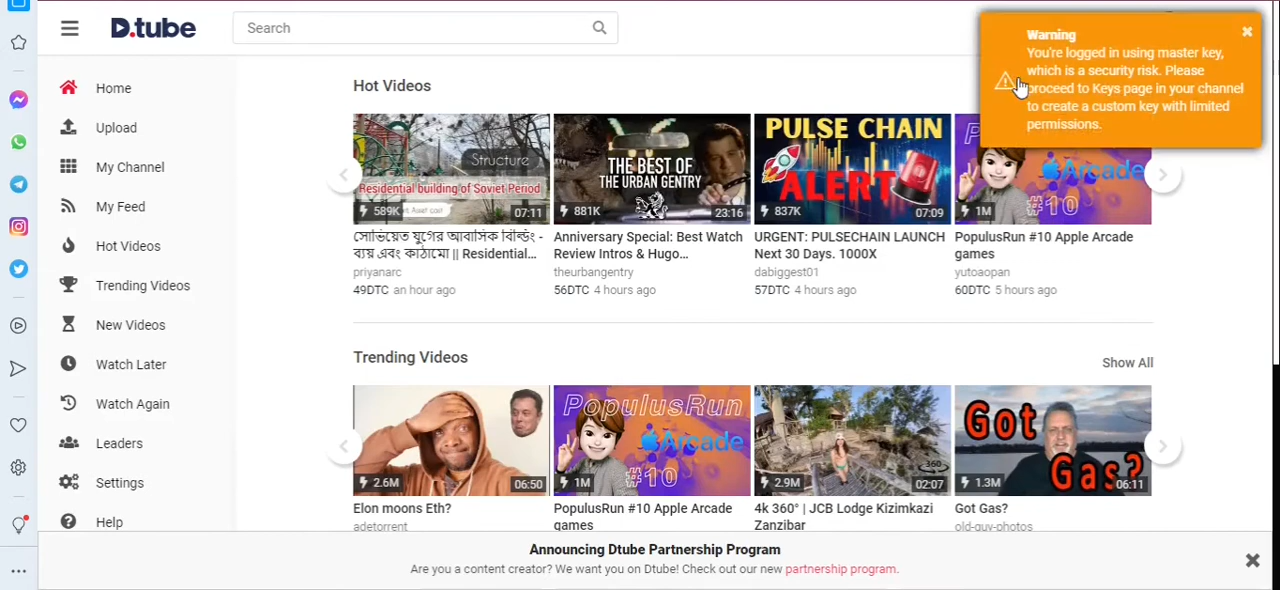 D.tube
Search
Warning
You're logged in using master key,
which is a security risk. Please
proceed to Keys page in your channel
to create a custom key with limited
permissions.
Home
Upload
My Channel
My Feed
Hot Videos
Trending Videos
New Videos
Watch Later
Watch Again
Leaders
Settings
Help
Hot Videos
Structure
Residential building of Soviet Period
589K
07:11
THE BEST OF
THE URBAN GENTRY
881K
23:16
PULSE CHAIN
ALERT
837K
07:09
Arcade
#10
1M
সোভিয়েত যুগের আবাসিক বিল্ডিং -
ব্যয় এবং কাঠামো || Residential...
priyanarc
49DTC an hour ago
Anniversary Special: Best Watch
Review Intros & Hugo...
theurbangentry
56DTC 4 hours ago
URGENT: PULSECHAIN LAUNCH
Next 30 Days. 1000X
dabiggest01
57DTC 4 hours ago
PopulusRun #10 Apple Arcade
games
yutoaopan
60DTC 5 hours ago
Trending Videos
Show All
2.6M
06:50
PopulusRun
Arcade
#10
1M
360
2.9M
02:07
Got
Gas?
1.3M
06:11
Elon moons Eth?
adetorrent
PopulusRun #10 Apple Arcade
games
4k 360° | JCB Lodge Kizimkazi
Zanzibar
Got Gas?
old-guy-photos
Announcing Dtube Partnership Program
Are you a content creator? We want you on Dtube! Check out our new partnership program.